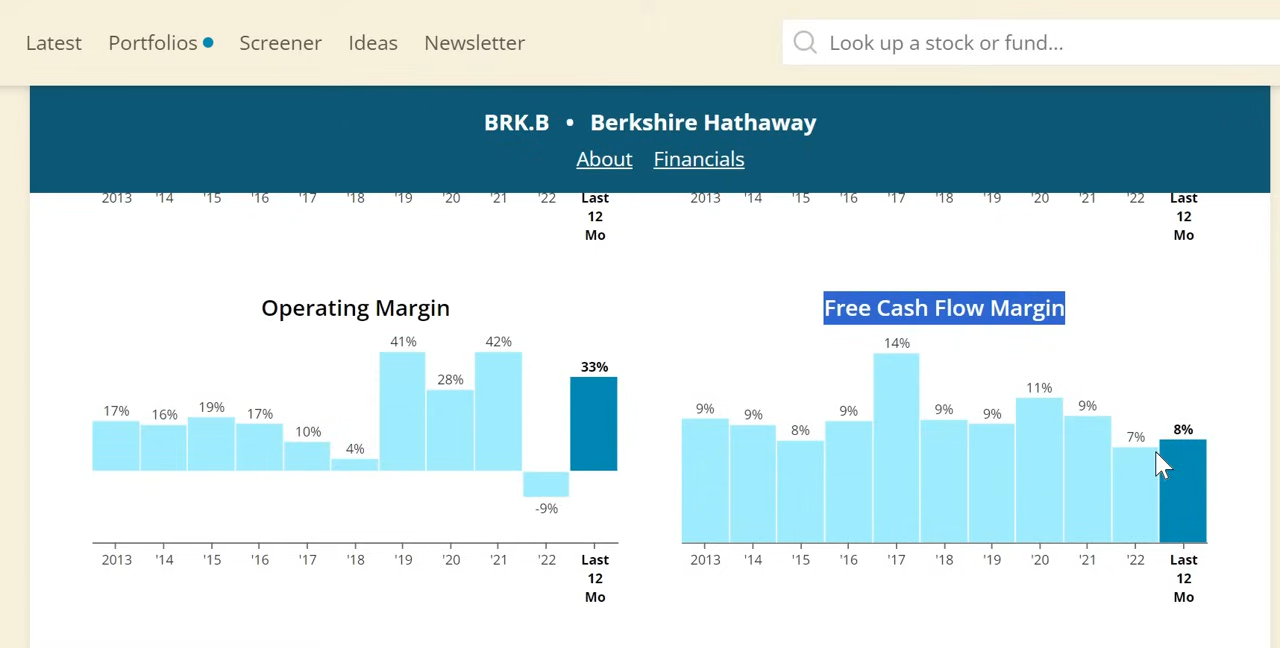 Latest Portfolios Screener Ideas Newsletter Look up a stock or fund...
BRK.B • Berkshire Hathaway
About Financials
2013 '14 '15 '16 '17 '18 '19 '20 '21 '22 Last 12 Mo
2013 '14 '15 '16 '17 '18 '19 '20 '21 '22 Last 12 Mo
Operating Margin
17% 16% 19% 17% 10% 4% 41% 28% 42% -9% 33%
2013 '14 '15 '16 '17 '18 '19 '20 '21 '22 Last 12 Mo
Free Cash Flow Margin
9% 9% 8% 9% 14% 9% 9% 11% 9% 7% 8%
2013 '14 '15 '16 '17 '18 '19 '20 '21 '22 Last 12 Mo